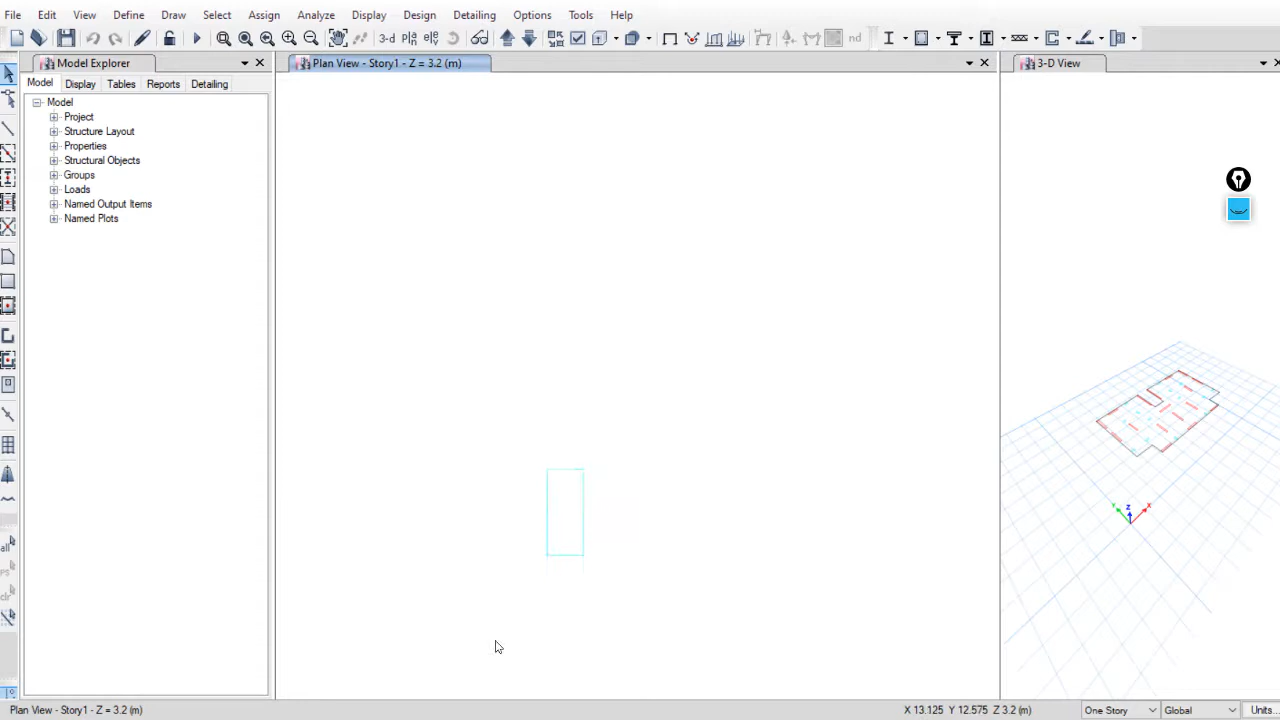 File Edit View Define Draw Select Assign Analyze Display Design Detailing Options Tools Help
3-d nd
Model Explorer
Plan View - Story1 - Z = 3.2 (m)
3-D View
Model Display Tables Reports Detailing
Model
Project
Structure Layout
Properties
Structural Objects
Groups
Loads
Named Output Items
Named Plots
Z
Y X
all
ps
clr
Plan View - Story1 - Z = 3.2 (m)
X 13.125 Y 12.575 Z 3.2 (m)
One Story
Global
Units...